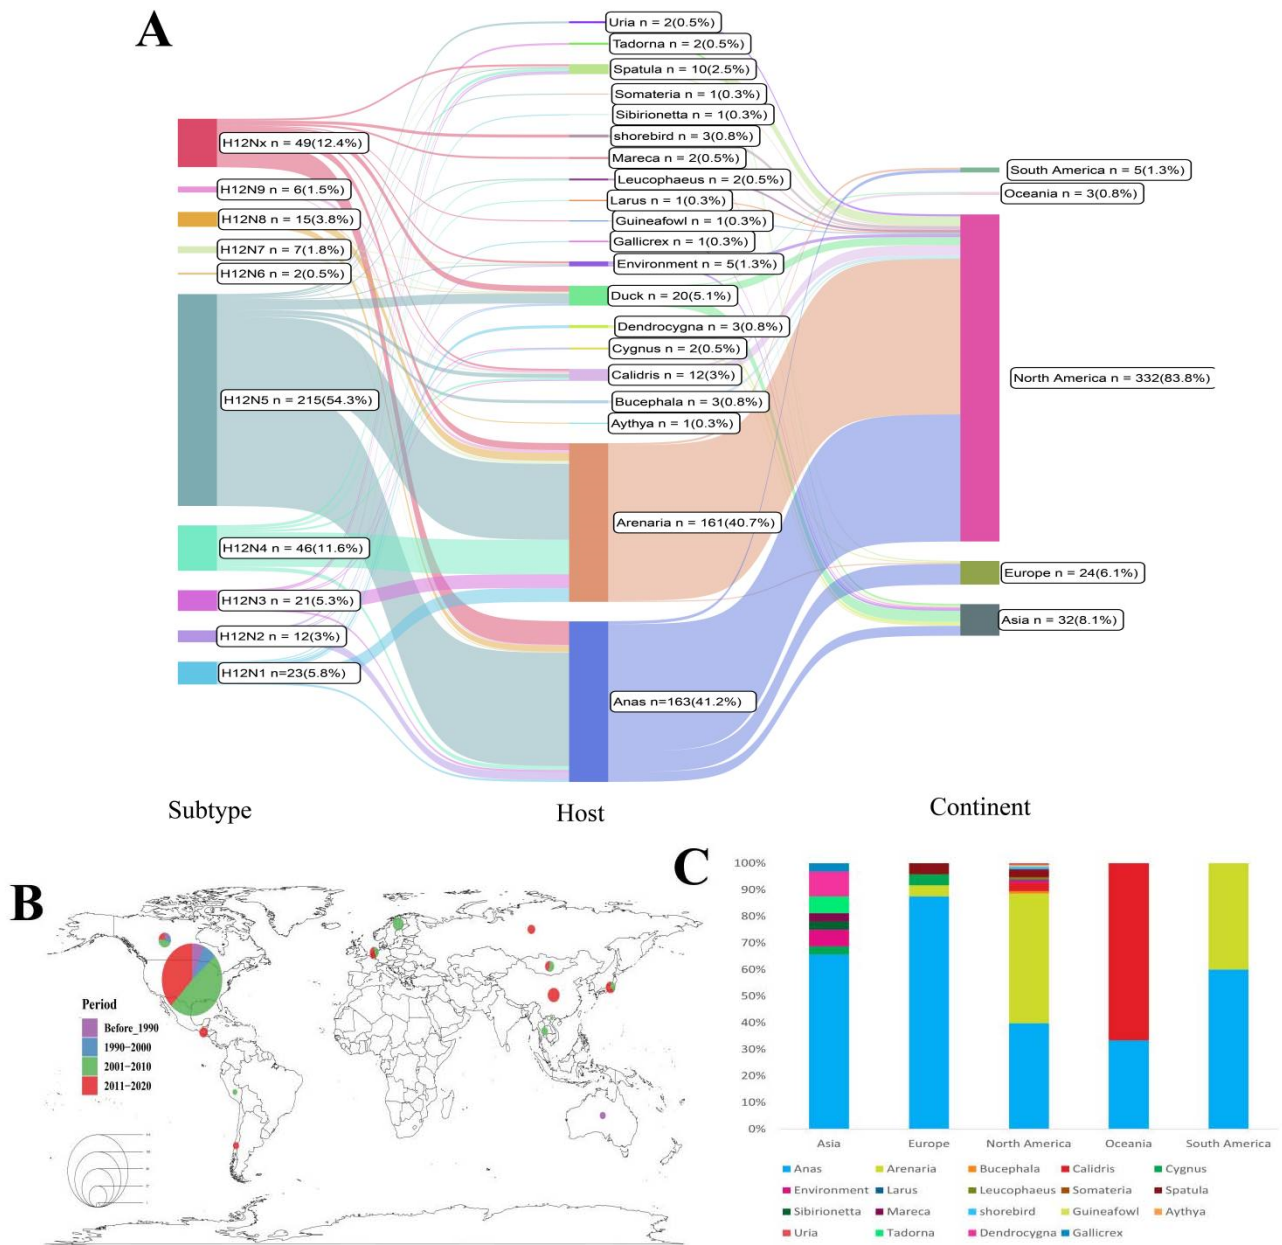 A
Uria n = 2(0.5%)
Tadorna n = 2(0.5%)
Spatula n = 10(2.5%)
Somateria n = 1(0.3%)
Sibirionetta n = 1(0.3%)
shorebird n = 3(0.8%)
Mareca n = 2(0.5%)
Leucophaeus n = 2(0.5%)
Larus n = 1(0.3%)
Guineafowl n = 1(0.3%)
Gallicrex n = 1(0.3%)
Environment n = 5(1.3%)
Duck n = 20(5.1%)
Dendrocygna n = 3(0.8%)
Cygnus n = 2(0.5%)
Calidris n = 12(3%)
Bucephala n = 3(0.8%)
Aythya n = 1(0.3%)
Arenaria n = 161(40.7%)
Anas n=163(41.2%)
H12Nx n = 49(12.4%)
H12N9 n = 6(1.5%)
H12N8 n = 15(3.8%)
H12N7 n = 7(1.8%)
H12N6 n = 2(0.5%)
H12N5 n = 215(54.3%)
H12N4 n = 46(11.6%)
H12N3 n = 21(5.3%)
H12N2 n = 12(3%)
H12N1 n=23(5.8%)
South America n = 5(1.3%)
Oceania n = 3(0.8%)
North America n = 332(83.8%)
Europe n = 24(6.1%)
Asia n = 32(8.1%)
Subtype Host Continent
B
Period
Before_1990
1990-2000
2001-2010
2011-2020
C
100%
90%
80%
70%
60%
50%
40%
30%
20%
10%
0%
Asia Europe North America Oceania South America
Anas Arenaria Bucephala Calidris Cygnus
Environment Larus Leucophaeus Somateria Spatula
Sibirionetta Mareca shorebird Guineafowl Aythya
Uria Tadorna Dendrocygna Gallicrex